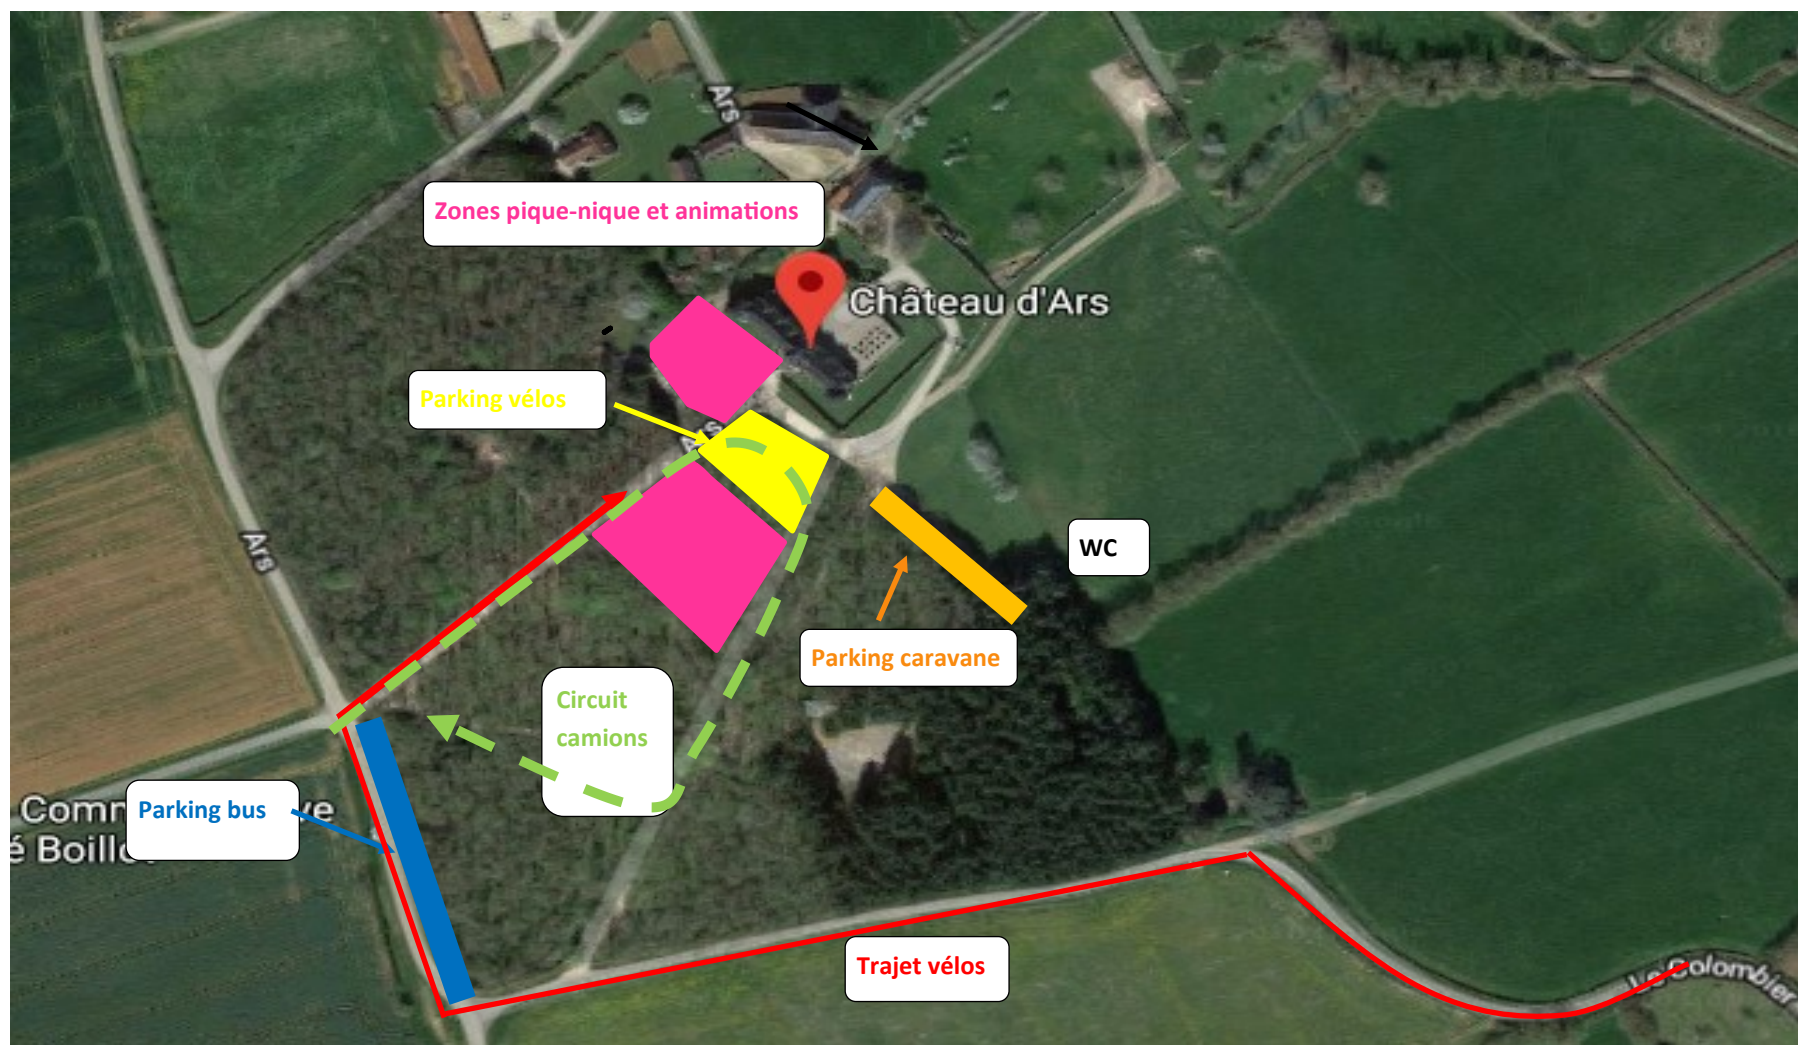 Ars
Zones pique-nique et animations
Château d'Ars
Parking vélos
Ars
Ars
WC
Parking caravane
Circuit
camions
Parking bus
Trajet vélos
Le Colombier